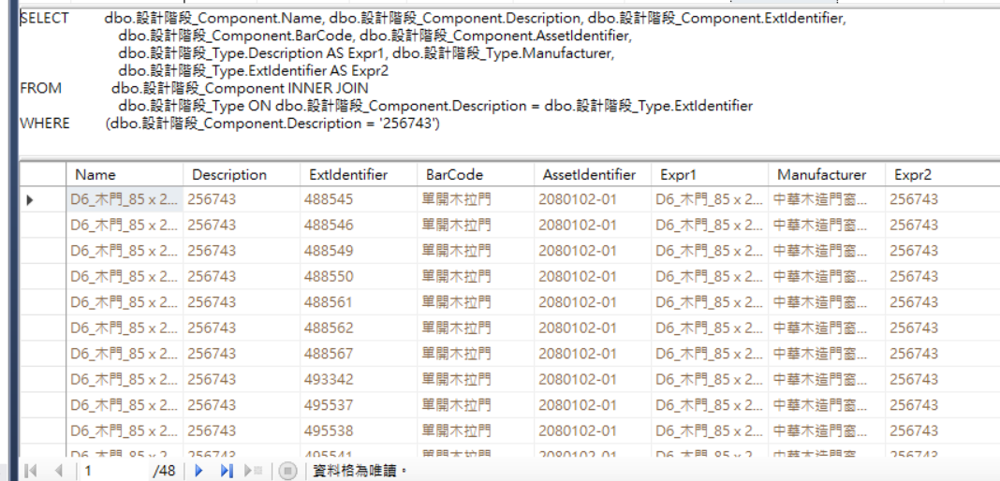 SELECT dbo.設計階段_Component.Name, dbo.設計階段_Component.Description, dbo.設計階段_Component.ExtIdentifier,
dbo.設計階段_Component.BarCode, dbo.設計階段_Component.AssetIdentifier,
dbo.設計階段_Type.Description AS Expr1, dbo.設計階段_Type.Manufacturer,
dbo.設計階段_Type.ExtIdentifier AS Expr2
FROM dbo.設計階段_Component INNER JOIN
dbo.設計階段_Type ON dbo.設計階段_Component.Description = dbo.設計階段_Type.ExtIdentifier
WHERE (dbo.設計階段_Component.Description = '256743')
Name Description ExtIdentifier BarCode AssetIdentifier Expr1 Manufacturer Expr2
D6_木門_85 x 2... 256743 488545 單開木拉門 2080102-01 D6_木門_85 x 2... 中華木造門窗... 256743
D6_木門_85 x 2... 256743 488546 單開木拉門 2080102-01 D6_木門_85 x 2... 中華木造門窗... 256743
D6_木門_85 x 2... 256743 488549 單開木拉門 2080102-01 D6_木門_85 x 2... 中華木造門窗... 256743
D6_木門_85 x 2... 256743 488550 單開木拉門 2080102-01 D6_木門_85 x 2... 中華木造門窗... 256743
D6_木門_85 x 2... 256743 488561 單開木拉門 2080102-01 D6_木門_85 x 2... 中華木造門窗... 256743
D6_木門_85 x 2... 256743 488562 單開木拉門 2080102-01 D6_木門_85 x 2... 中華木造門窗... 256743
D6_木門_85 x 2... 256743 488567 單開木拉門 2080102-01 D6_木門_85 x 2... 中華木造門窗... 256743
D6_木門_85 x 2... 256743 493342 單開木拉門 2080102-01 D6_木門_85 x 2... 中華木造門窗... 256743
D6_木門_85 x 2... 256743 495537 單開木拉門 2080102-01 D6_木門_85 x 2... 中華木造門窗... 256743
D6_木門_85 x 2... 256743 495538 單開木拉門 2080102-01 D6_木門_85 x 2... 中華木造門窗... 256743
D6_木門_85 x 2... 256743 495541 單開木拉門 2080102-01 D6_木門_85 x 2... 中華木造門窗... 256743
1 /48 資料格為唯讀。